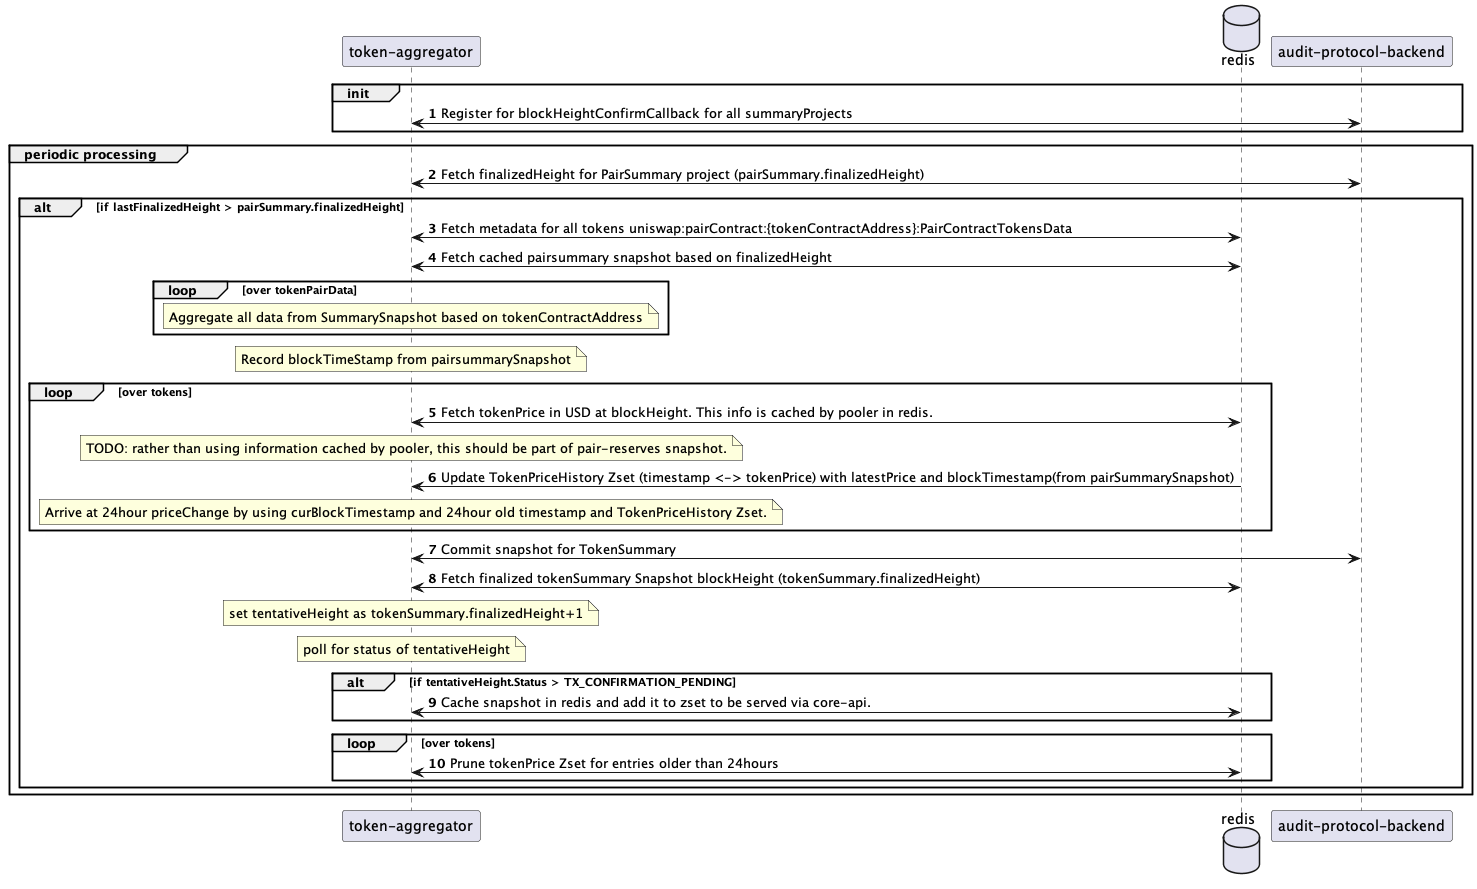 token-aggregator
redis
audit-protocol-backend
init
1 Register for blockHeightConfirmCallback for all summaryProjects
periodic processing
2 Fetch finalizedHeight for PairSummary project (pairSummary.finalizedHeight)
alt [if lastFinalizedHeight > pairSummary.finalizedHeight]
3 Fetch metadata for all tokens uniswap:pairContract:{tokenContractAddress}:PairContractTokensData
4 Fetch cached pairsummary snapshot based on finalizedHeight
loop [over tokenPairData]
Aggregate all data from SummarySnapshot based on tokenContractAddress
Record blockTimeStamp from pairsummarySnapshot
loop [over tokens]
5 Fetch tokenPrice in USD at blockHeight. This info is cached by pooler in redis.
TODO: rather than using information cached by pooler, this should be part of pair-reserves snapshot.
6 Update TokenPriceHistory Zset (timestamp <-> tokenPrice) with latestPrice and blockTimestamp(from pairSummarySnapshot)
Arrive at 24hour priceChange by using curBlockTimestamp and 24hour old timestamp and TokenPriceHistory Zset.
7 Commit snapshot for TokenSummary
8 Fetch finalized tokenSummary Snapshot blockHeight (tokenSummary.finalizedHeight)
set tentativeHeight as tokenSummary.finalizedHeight+1
poll for status of tentativeHeight
alt [if tentativeHeight.Status > TX_CONFIRMATION_PENDING]
9 Cache snapshot in redis and add it to zset to be served via core-api.
loop [over tokens]
10 Prune tokenPrice Zset for entries older than 24hours
token-aggregator
redis
audit-protocol-backend